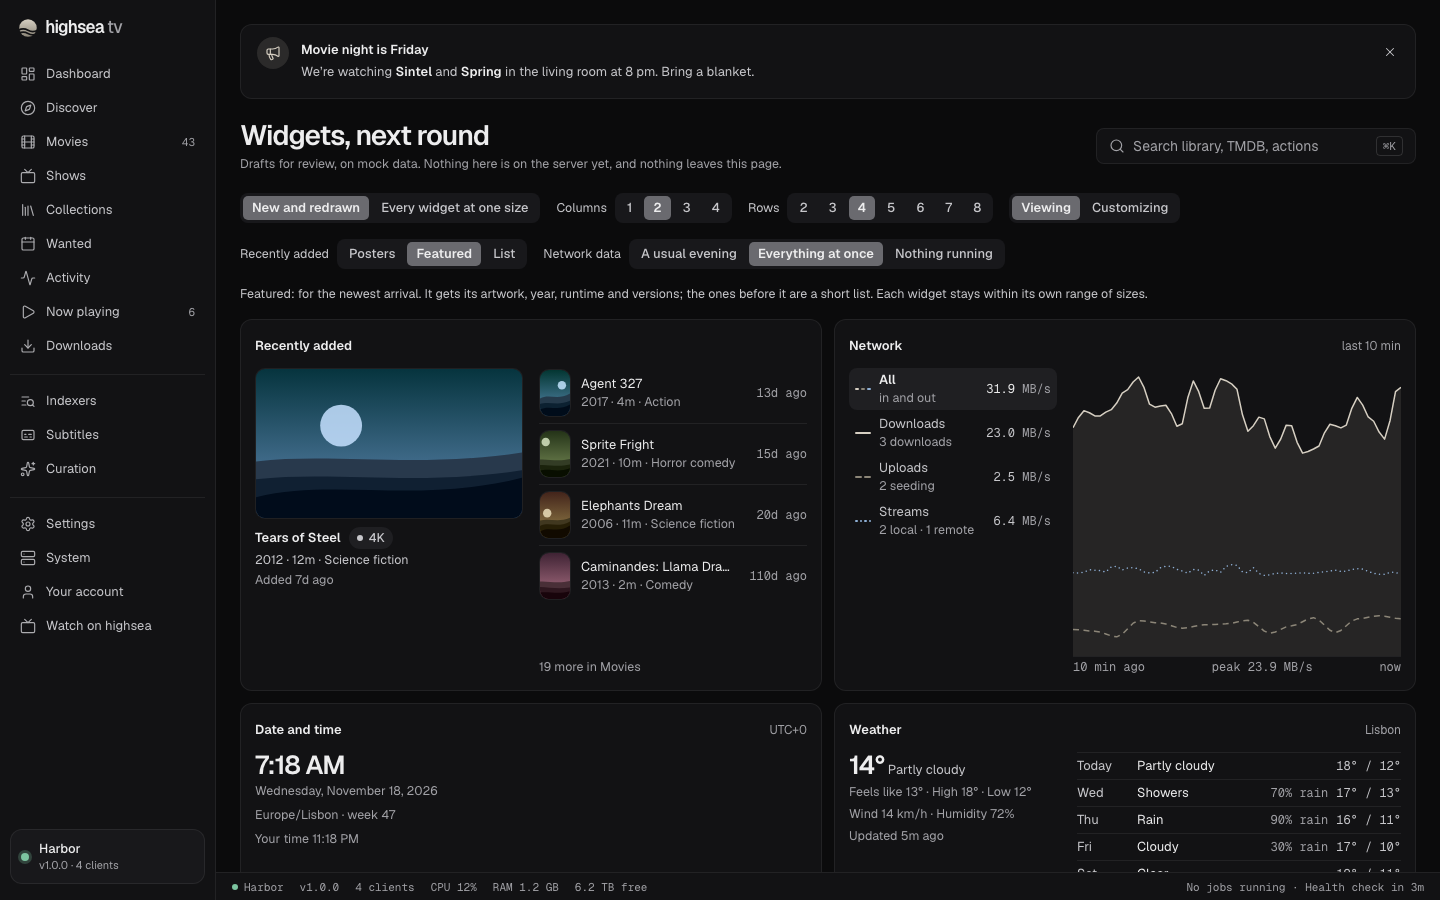 highsea tv
Dashboard
Discover
Movies 43
Shows
Collections
Wanted
Activity
Now playing 6
Downloads
Indexers
Subtitles
Curation
Settings
System
Your account
Watch on highsea
Harbor
v1.0.0 · 4 clients
Movie night is Friday
We're watching Sintel and Spring in the living room at 8 pm. Bring a blanket.
Widgets, next round
Drafts for review, on mock data. Nothing here is on the server yet, and nothing leaves this page.
Search library, TMDB, actions ⌘K
New and redrawn Every widget at one size Columns 1 2 3 4 Rows 2 3 4 5 6 7 8 Viewing Customizing
Recently added Posters Featured List Network data A usual evening Everything at once Nothing running
Featured: for the newest arrival. It gets its artwork, year, runtime and versions; the ones before it are a short list. Each widget stays within its own range of sizes.
Recently added
Tears of Steel 4K
2012 · 12m · Science fiction
Added 7d ago
Agent 327
2017 · 4m · Action
13d ago
Sprite Fright
2021 · 10m · Horror comedy
15d ago
Elephants Dream
2006 · 11m · Science fiction
20d ago
Caminandes: Llama Dra…
2013 · 2m · Comedy
110d ago
19 more in Movies
Network last 10 min
All
in and out
31.9 MB/s
Downloads
3 downloads
23.0 MB/s
Uploads
2 seeding
2.5 MB/s
Streams
2 local · 1 remote
6.4 MB/s
10 min ago peak 23.9 MB/s now
Date and time UTC+0
7:18 AM
Wednesday, November 18, 2026
Europe/Lisbon · week 47
Your time 11:18 PM
Weather Lisbon
14° Partly cloudy
Feels like 13° · High 18° · Low 12°
Wind 14 km/h · Humidity 72%
Updated 5m ago
Today Partly cloudy 18° / 12°
Wed Showers 70% rain 17° / 13°
Thu Rain 90% rain 16° / 11°
Fri Cloudy 30% rain 17° / 10°
Harbor v1.0.0 4 clients CPU 12% RAM 1.2 GB 6.2 TB free
No jobs running · Health check in 3m